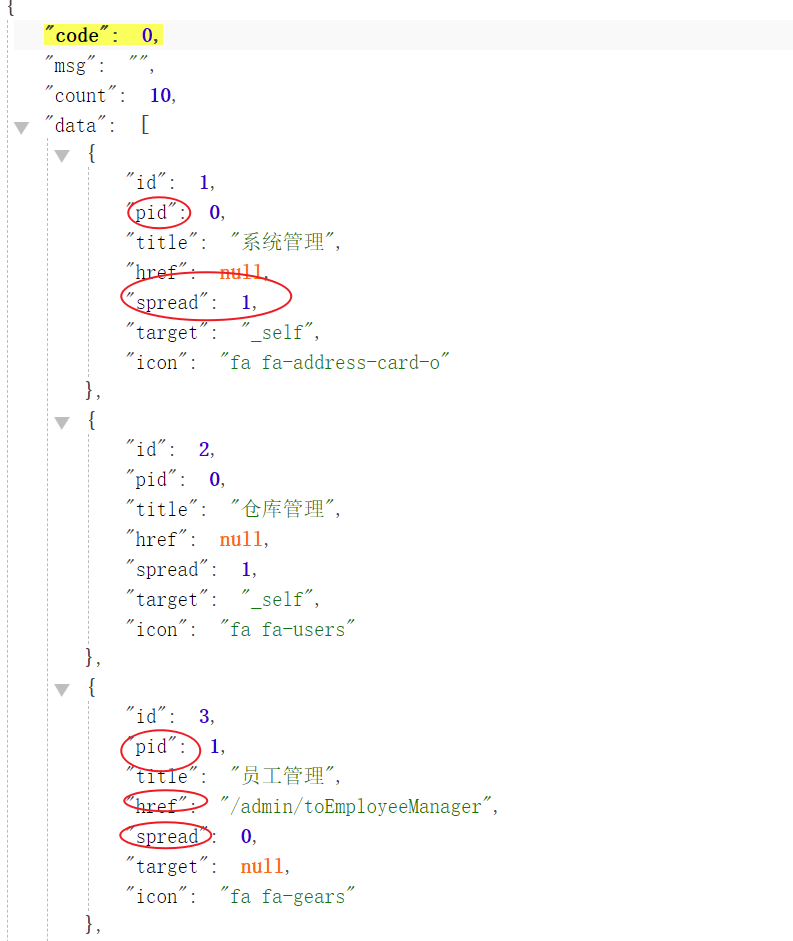 {
"code": 0,
"msg": "",
"count": 10,
"data": [
{
"id": 1,
"pid": 0,
"title": "系统管理",
"href": null,
"spread": 1,
"target": "_self",
"icon": "fa fa-address-card-o"
},
{
"id": 2,
"pid": 0,
"title": "仓库管理",
"href": null,
"spread": 1,
"target": "_self",
"icon": "fa fa-users"
},
{
"id": 3,
"pid": 1,
"title": "员工管理",
"href": "/admin/toEmployeeManager",
"spread": 0,
"target": null,
"icon": "fa fa-gears"
},